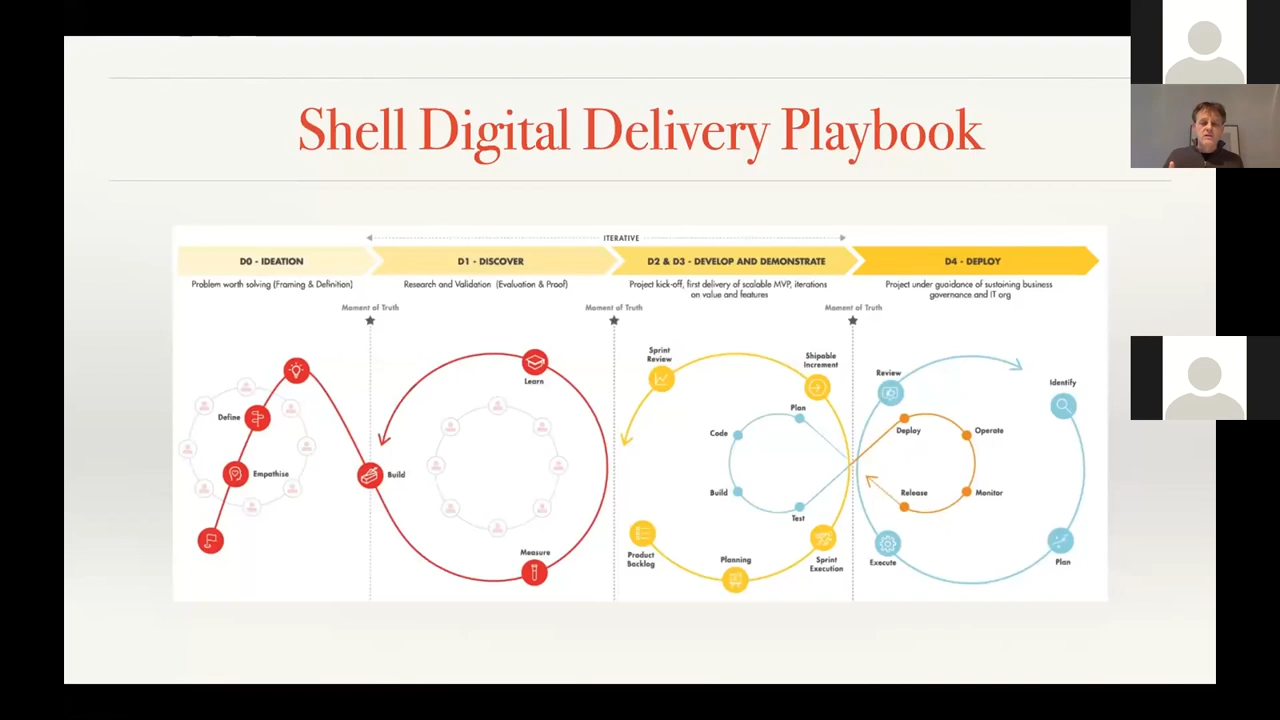 Shell Digital Delivery Playbook
ITERATIVE
D0 - IDEATION
D1 - DISCOVER
D2 & D3 - DEVELOP AND DEMONSTRATE
D4 - DEPLOY
Problem worth solving (Framing & Definition)
Research and Validation (Evaluation & Proof)
Project kick-off, first delivery of scalable MVP, iterations
on value and features
Project under guaidance of sustaining business
governance and IT org
Moment of Truth
Moment of Truth
Moment of Truth
Define
Empathise
Build
Learn
Measure
Sprint
Review
Shipable
Increment
Plan
Code
Build
Test
Product
Backlog
Planning
Sprint
Execution
Review
Identify
Deploy
Operate
Release
Monitor
Execute
Plan